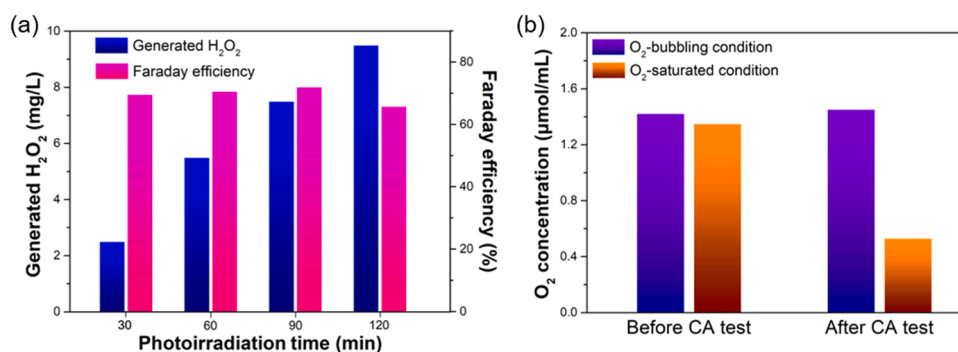 (a)
Generated H₂O₂ (mg/L)
10
8
6
4
2
0
Generated H₂O₂
Faraday efficiency
80
60
40
20
0
Faraday efficiency (%)
30 60 90 120
Photoirradiation time (min)
(b)
O₂ concentration (µmol/mL)
2.0
1.6
1.2
0.8
0.4
0.0
O₂-bubbling condition
O₂-saturated condition
Before CA test After CA test